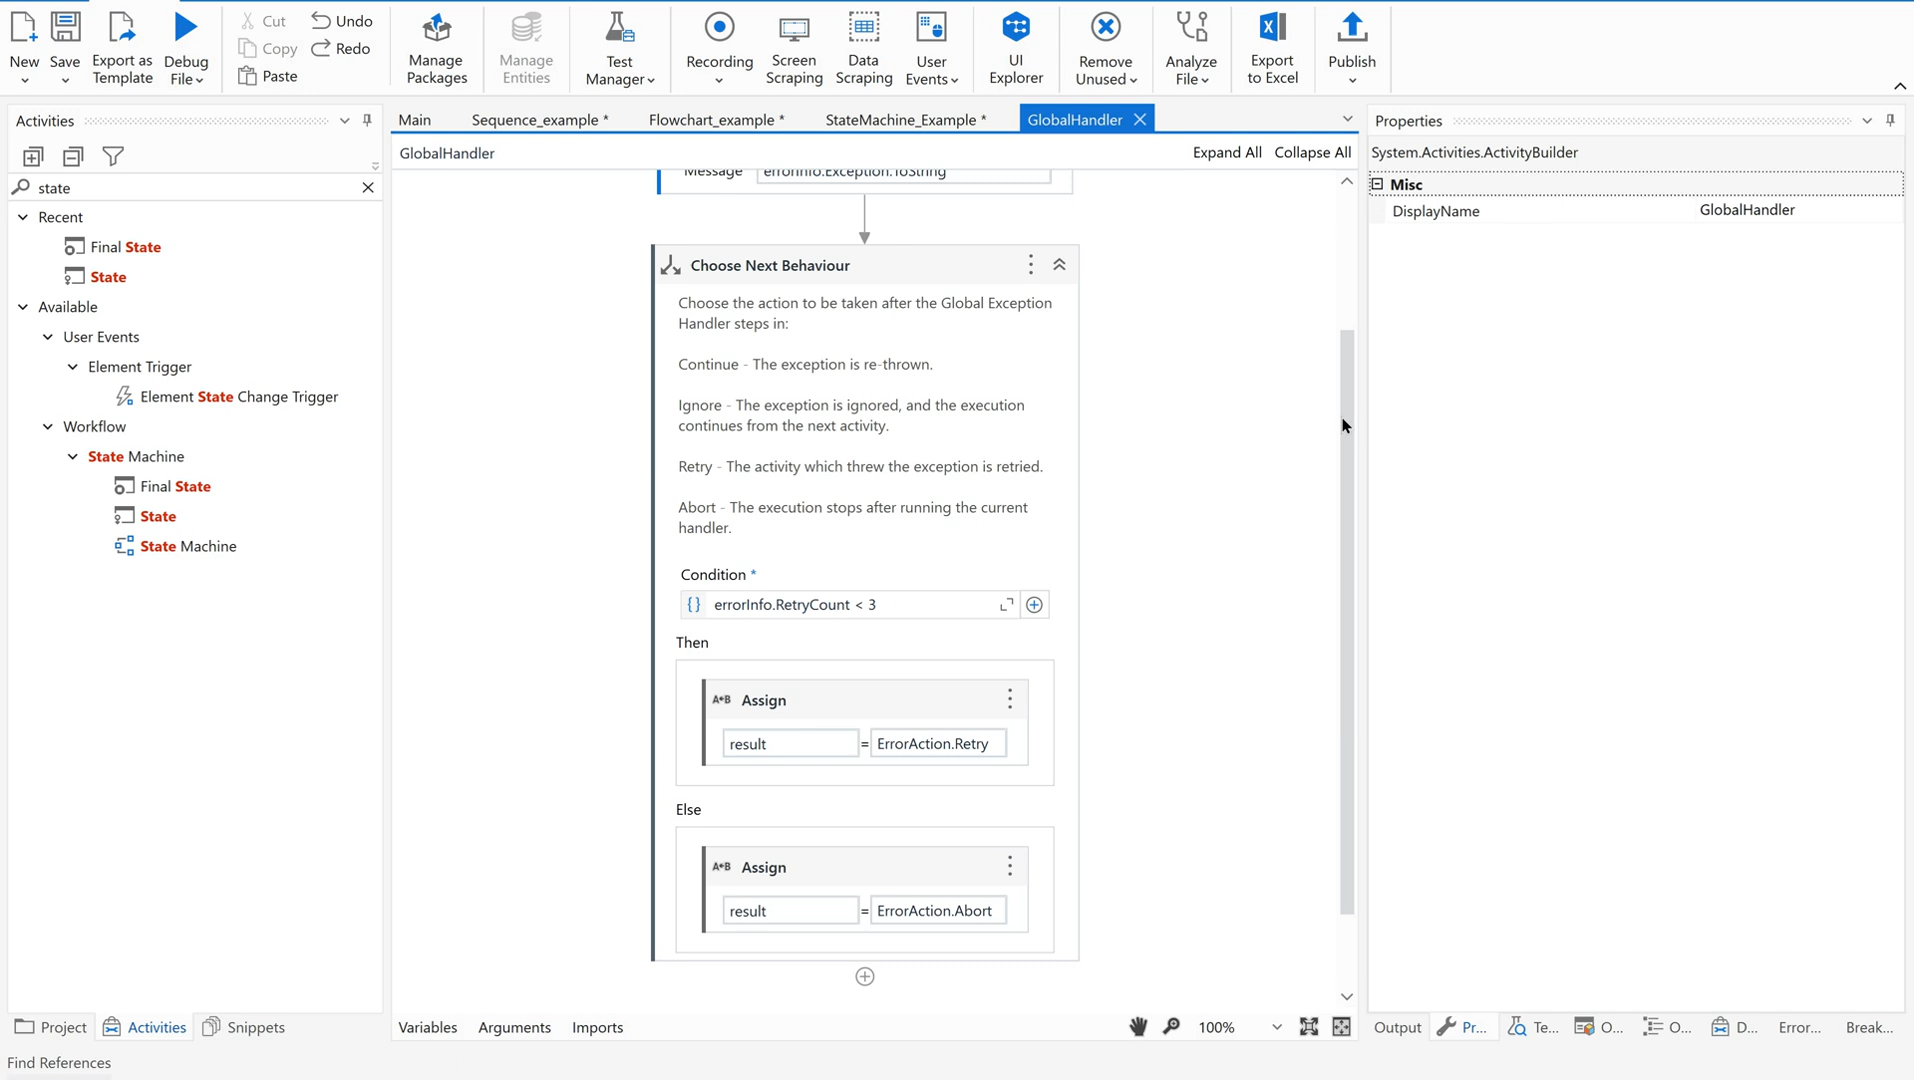 New
Save
Export as
Template
Debug
File
Cut
Copy
Paste
Undo
Redo
Manage
Packages
Manage
Entities
Test
Manager
Recording
Screen
Scraping
Data
Scraping
User
Events
UI
Explorer
Remove
Unused
Analyze
File
Export
to Excel
Publish
Activities
state
Recent
Final State
State
Available
User Events
Element Trigger
Element State Change Trigger
Workflow
State Machine
Final State
State
State Machine
Project
Activities
Snippets
Find References
Main
Sequence_example *
Flowchart_example *
StateMachine_Example *
GlobalHandler
GlobalHandler
Expand All
Collapse All
Message
errorInfo.Exception.ToString
Choose Next Behaviour
Choose the action to be taken after the Global Exception
Handler steps in:
Continue - The exception is re-thrown.
Ignore - The exception is ignored, and the execution
continues from the next activity.
Retry - The activity which threw the exception is retried.
Abort - The execution stops after running the current
handler.
Condition *
{} errorInfo.RetryCount < 3
Then
A*B Assign
result = ErrorAction.Retry
Else
A*B Assign
result = ErrorAction.Abort
Variables
Arguments
Imports
100%
Properties
System.Activities.ActivityBuilder
Misc
DisplayName
GlobalHandler
Output
Pr...
Te...
O...
O...
D...
Error...
Break...